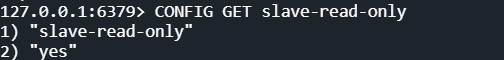 127.0.0.1:6379> CONFIG GET slave-read-only
1) "slave-read-only"
2) "yes"